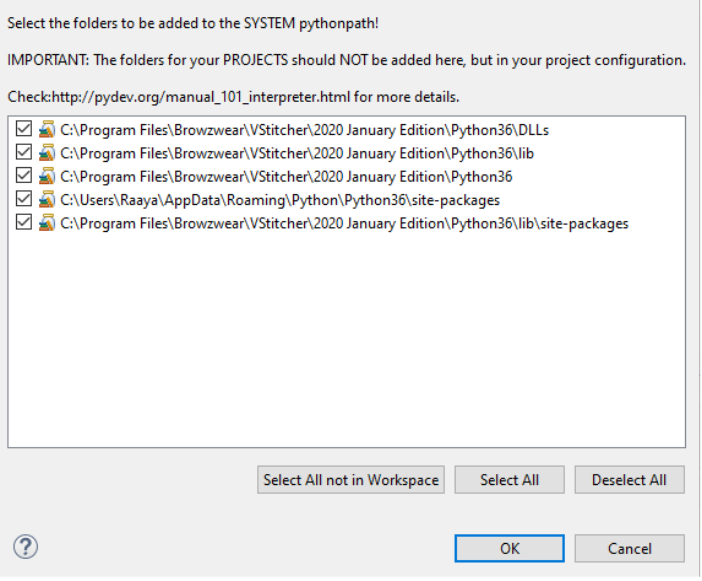 Select the folders to be added to the SYSTEM pythonpath!
IMPORTANT: The folders for your PROJECTS should NOT be added here, but in your project configuration.
Check:http://pydev.org/manual_101_interpreter.html for more details.
C:\Program Files\Browzwear\VStitcher\2020 January Edition\Python36\DLLs
C:\Program Files\Browzwear\VStitcher\2020 January Edition\Python36\lib
C:\Program Files\Browzwear\VStitcher\2020 January Edition\Python36
C:\Users\Raaya\AppData\Roaming\Python\Python36\site-packages
C:\Program Files\Browzwear\VStitcher\2020 January Edition\Python36\lib\site-packages
Select All not in Workspace Select All Deselect All
? OK Cancel